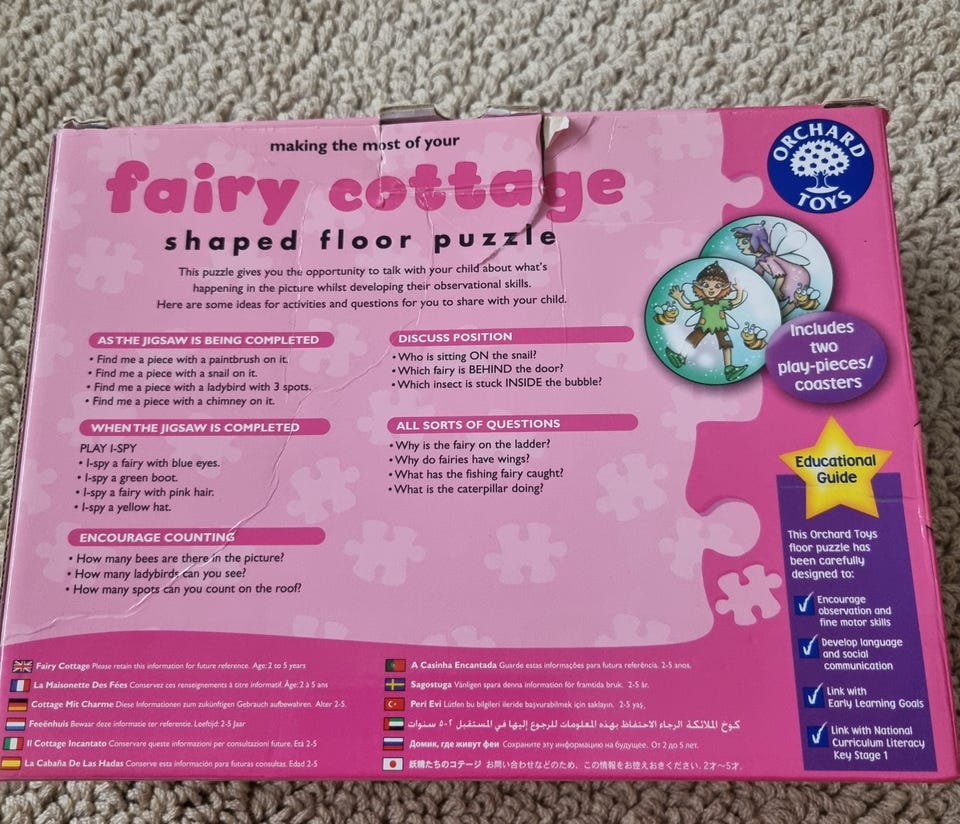 making the most of your
fairy cottage
shaped floor puzzle
This puzzle gives you the opportunity to talk with your child about what's
happening in the picture whilst developing their observational skills.
Here are some ideas for activities and questions for you to share with your child.
AS THE JIGSAW IS BEING COMPLETED
• Find me a piece with a paintbrush on it.
• Find me a piece with a snail on it.
• Find me a piece with a ladybird with 3 spots.
• Find me a piece with a chimney on it.
WHEN THE JIGSAW IS COMPLETED
PLAY I-SPY
• I-spy a fairy with blue eyes.
• I-spy a green boot.
• I-spy a fairy with pink hair.
• I-spy a yellow hat.
ENCOURAGE COUNTING
• How many bees are there in the picture?
• How many ladybirds can you see?
• How many spots can you count on the roof?
DISCUSS POSITION
• Who is sitting ON the snail?
• Which fairy is BEHIND the door?
• Which insect is stuck INSIDE the bubble?
ALL SORTS OF QUESTIONS
• Why is the fairy on the ladder?
• Why do fairies have wings?
• What has the fishing fairy caught?
• What is the caterpillar doing?
ORCHARD
TOYS
Includes
two
play-pieces/
coasters
Educational
Guide
This Orchard Toys
floor puzzle has
been carefully
designed to:
Encourage
observation and
fine motor skills
Develop language
and social
communication
Link with
Early Learning Goals
Link with National
Curriculum Literacy
Key Stage 1
Fairy Cottage Please retain this information for future reference. Age: 2 to 5 years
La Maisonette Des Fées Conservez ces renseignements à titre informatif. Âge: 2 à 5 ans
Cottage Mit Charme Diese Informationen zum zukünftigen Gebrauch aufbewahren. Alter 2-5.
Feeënhuis Bewaar deze informatie ter referentie. Leeftijd: 2-5 Jaar
Il Cottage Incantato Conservare queste informazioni per consultazioni future. Età 2-5
La Cabaña De Las Hadas Conserve esta información para futuras consultas. Edad 2-5
A Casinha Encantada Guarde estas informações para futura referência. 2-5 anos.
Sagostuga Vänligen spara denna information för framtida bruk. 2-5 år.
Peri Evi Lütfen bu bilgileri ileride başvurabilmek için saklayın. 2-5 yaş.
كوخ الملائكة الرجاء الاحتفاظ بهذه المعلومات للرجوع إليها في المستقبل ٢-٥ سنوات
Домик, где живут феи Сохраните эту информацию на будущее. От 2 до 5 лет.
妖精たちのコテージ お問い合わせなどのため、この情報をお控えおきください. 2才〜5才.